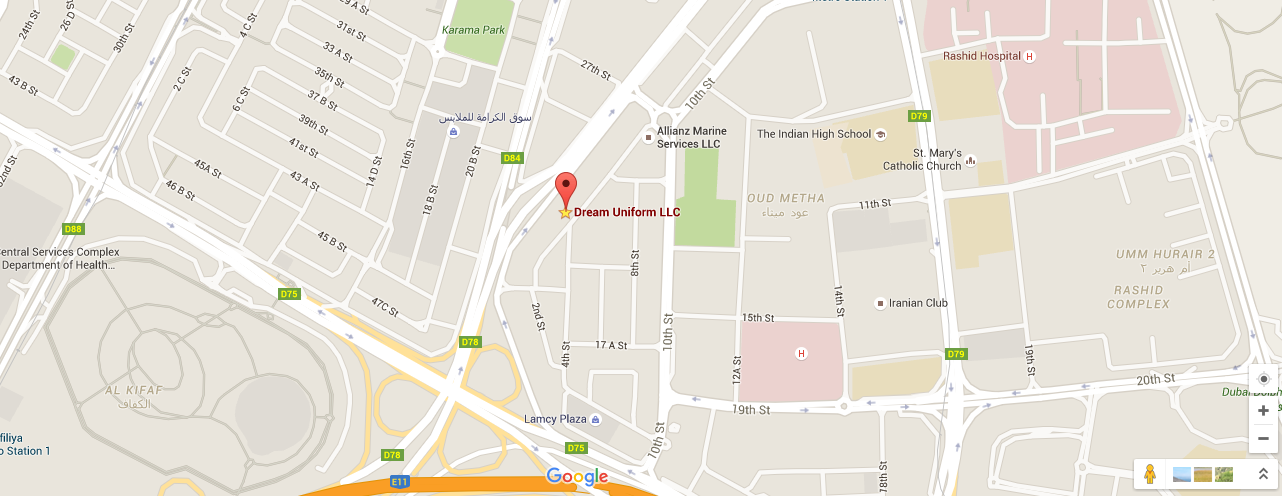 24th St
26 D St
30th St
43 B St
2 C St
4 C St
29 A St
31st St
33 A St
35th St
37 B St
6 C St
39th St
41st St
43 A St
45A St
46 B St
45 B St
14 D St
16th St
18 B St
20 B St
47C St
Karama Park
سوق الكرامة للملابس
D84
27th St
10th St
Allianz Marine
Services LLC
Dream Uniform LLC
Rashid Hospital
H
D79
The Indian High School
St. Mary's
Catholic Church
OUD METHA
عود ميثاء
11th St
UMM HURAIR 2
أم هرير ٢
RASHID
COMPLEX
D88
Central Services Complex
Department of Health...
D75
8th St
2nd St
4th St
17 A St
10th St
15th St
14th St
12A St
H
Iranian Club
D79
19th St
20th St
19th St
D78
AL KIFAF
الكفاف
Lamcy Plaza
D75
10th St
D78
E11
Google
78th St
Station 1